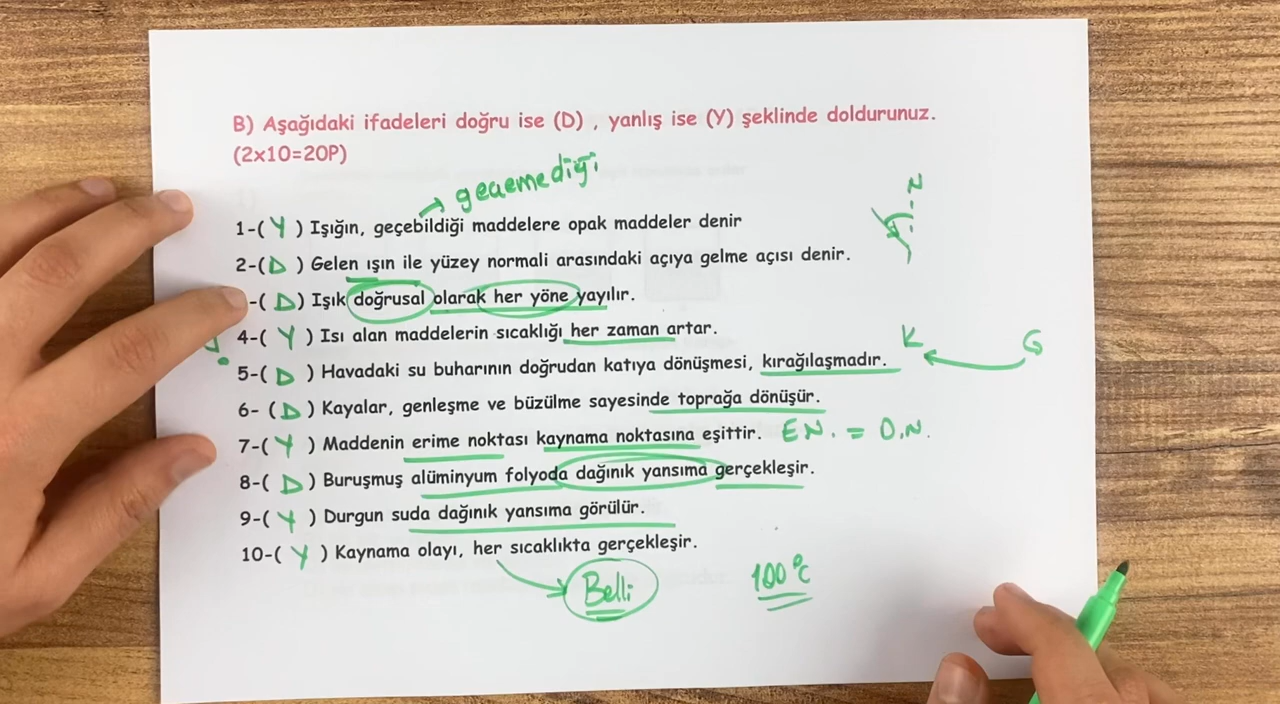 B) Aşağıdaki ifadeleri doğru ise (D) , yanlış ise (Y) şeklinde doldurunuz.
(2x10=20P)
geçemediği
1-( Y ) Işığın, geçebildiği maddelere opak maddeler denir
N
2-( D ) Gelen ışın ile yüzey normali arasındaki açıya gelme açısı denir.
-( D ) Işık doğrusal olarak her yöne yayılır.
4-( Y ) Isı alan maddelerin sıcaklığı her zaman artar.
K G
5-( D ) Havadaki su buharının doğrudan katıya dönüşmesi, kırağılaşmadır.
6- ( D ) Kayalar, genleşme ve büzülme sayesinde toprağa dönüşür.
7-( Y ) Maddenin erime noktası kaynama noktasına eşittir. E.N. = D.N.
8-( D ) Buruşmuş alüminyum folyoda dağınık yansıma gerçekleşir.
9-( Y ) Durgun suda dağınık yansıma görülür.
10-( Y ) Kaynama olayı, her sıcaklıkta gerçekleşir.
Belli 100 °C